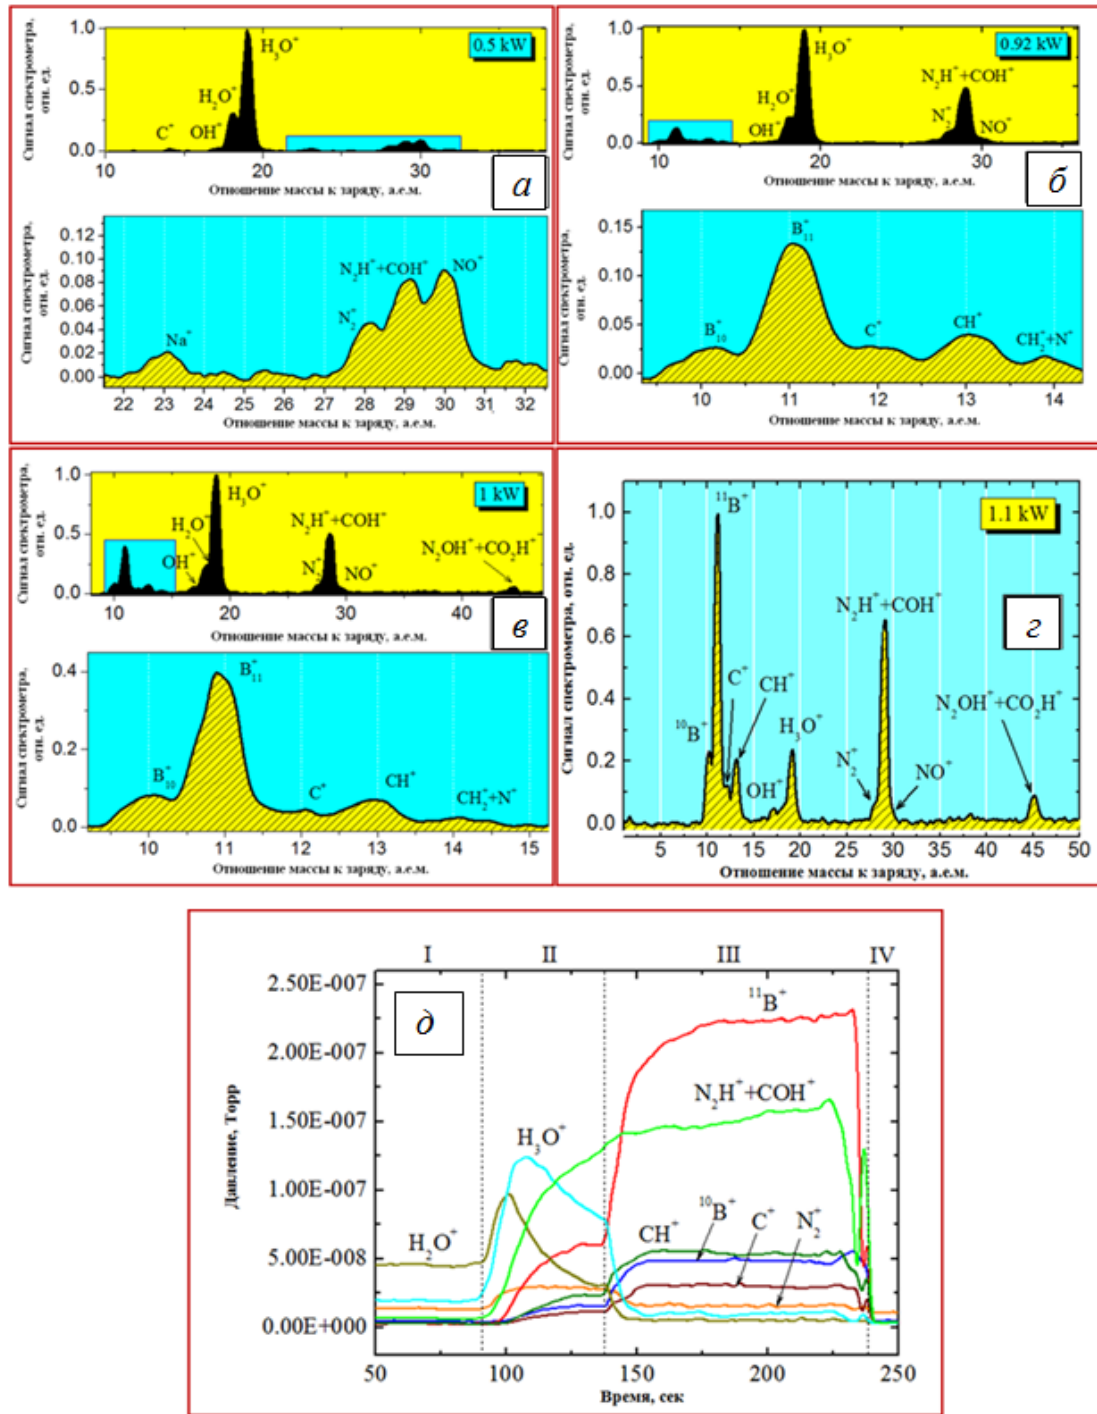 Сигнал спектрометра,
отн. ед.
1.0
0.5
0.0
10
20
30
C⁺
OH⁺
H₂O⁺
H₃O⁺
0.5 kW
Отношение массы к заряду, а.е.м.
а
Сигнал спектрометра,
отн. ед.
0.12
0.10
0.08
0.06
0.04
0.02
0.00
22 23 24 25 26 27 28 29 30 31 32
Na⁺
N₂⁺
N₂H⁺+COH⁺
NO⁺
Отношение массы к заряду, а.е.м.
Сигнал спектрометра,
отн. ед.
1.0
0.5
0.0
10
20
30
OH⁺
H₂O⁺
H₃O⁺
0.92 kW
N₂H⁺+COH⁺
N₂⁺
NO⁺
Отношение массы к заряду, а.е.м.
б
Сигнал спектрометра,
отн. ед.
0.15
0.10
0.05
0.00
10 11 12 13 14
B₁₀⁺
B₁₁⁺
C⁺
CH⁺
CH₂⁺+N⁺
Отношение массы к заряду, а.е.м.
Сигнал спектрометра,
отн. ед.
1.0
0.5
0.0
10 20 30 40
1 kW
OH⁺
H₂O⁺
H₃O⁺
N₂H⁺+COH⁺
N₂⁺
NO⁺
N₂OH⁺+CO₂H⁺
Отношение массы к заряду, а.е.м.
в
Сигнал спектрометра,
отн. ед.
0.4
0.2
0.0
10 11 12 13 14 15
B₁₀⁺
B₁₁⁺
C⁺
CH⁺
CH₂⁺+N⁺
Отношение массы к заряду, а.е.м.
Сигнал спектрометра, отн. ед.
1.0
0.8
0.6
0.4
0.2
0.0
5 10 15 20 25 30 35 40 45 50
¹¹B⁺
1.1 kW
г
N₂H⁺+COH⁺
C⁺
CH⁺
¹⁰B⁺
H₃O⁺
OH⁺
N₂⁺
NO⁺
N₂OH⁺+CO₂H⁺
Отношение массы к заряду, а.е.м.
I II III IV
д
Давление, Торр
2.50E-007
2.00E-007
1.50E-007
1.00E-007
5.00E-008
0.00E+000
50 100 150 200 250
¹¹B⁺
N₂H⁺+COH⁺
H₃O⁺
H₂O⁺
CH⁺
¹⁰B⁺
C⁺
N₂⁺
Время, сек